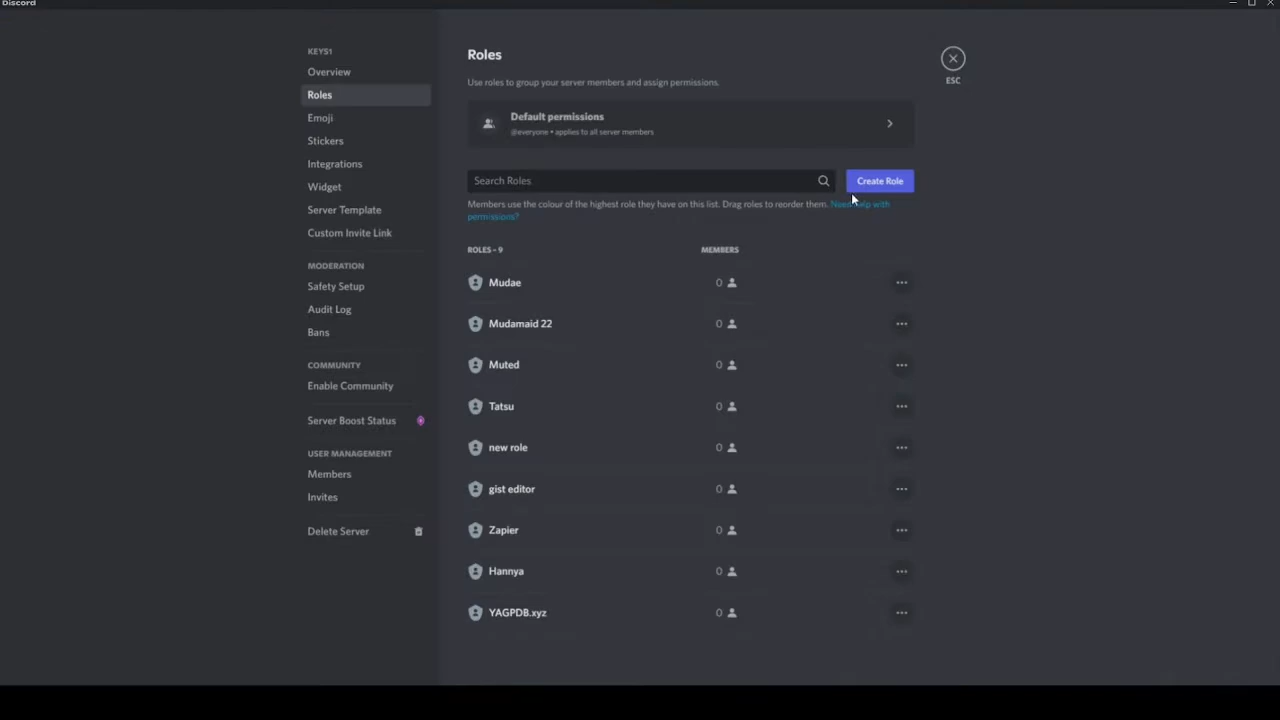 Discord
KEYS1
Overview
Roles
Emoji
Stickers
Integrations
Widget
Server Template
Custom Invite Link
MODERATION
Safety Setup
Audit Log
Bans
COMMUNITY
Enable Community
Server Boost Status
USER MANAGEMENT
Members
Invites
Delete Server
Roles
ESC
Use roles to group your server members and assign permissions.
Default permissions
@everyone • applies to all server members
Search Roles
Create Role
Members use the colour of the highest role they have on this list. Drag roles to reorder them. Need help with
permissions?
ROLES - 9 MEMBERS
Mudae 0
Mudamaid 22 0
Muted 0
Tatsu 0
new role 0
gist editor 0
Zapier 0
Hannya 0
YAGPDB.xyz 0